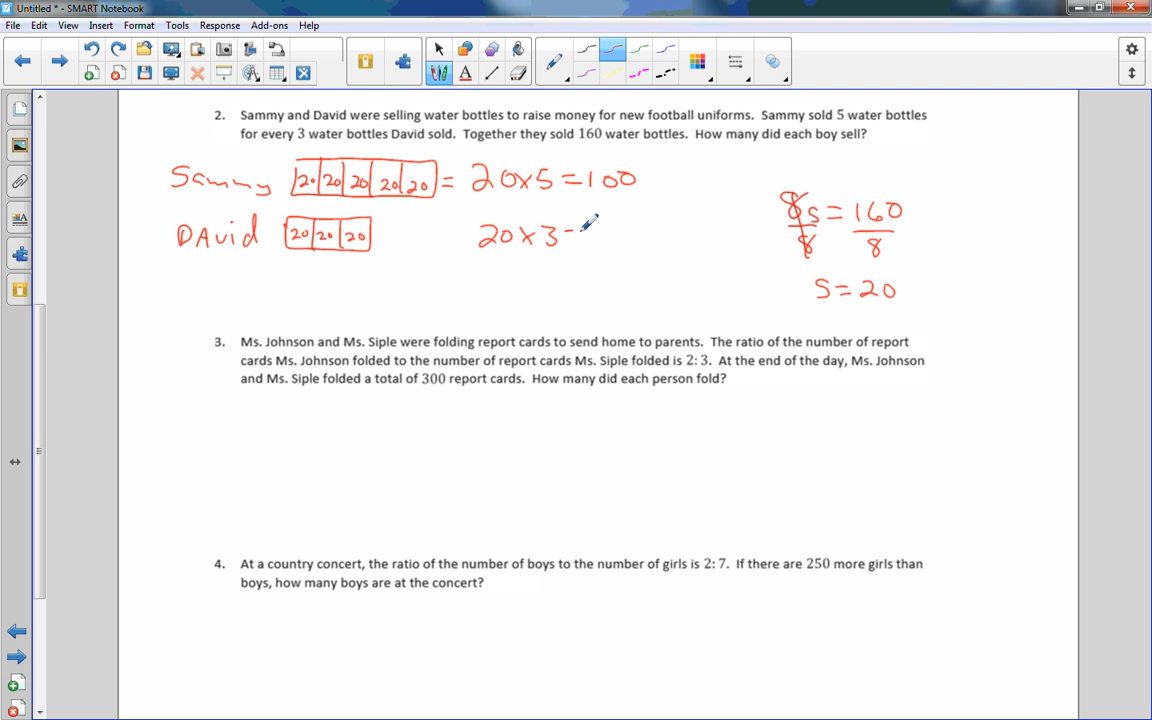 Untitled * - SMART Notebook
File Edit View Insert Format Tools Response Add-ons Help
2. Sammy and David were selling water bottles to raise money for new football uniforms. Sammy sold 5 water bottles
for every 3 water bottles David sold. Together they sold 160 water bottles. How many did each boy sell?
Sammy 20 20 20 20 20 = 20x5 = 100
8s = 160
8 8
DAvid 20 20 20 20x3 -
s = 20
3. Ms. Johnson and Ms. Siple were folding report cards to send home to parents. The ratio of the number of report
cards Ms. Johnson folded to the number of report cards Ms. Siple folded is 2: 3. At the end of the day, Ms. Johnson
and Ms. Siple folded a total of 300 report cards. How many did each person fold?
4. At a country concert, the ratio of the number of boys to the number of girls is 2: 7. If there are 250 more girls than
boys, how many boys are at the concert?